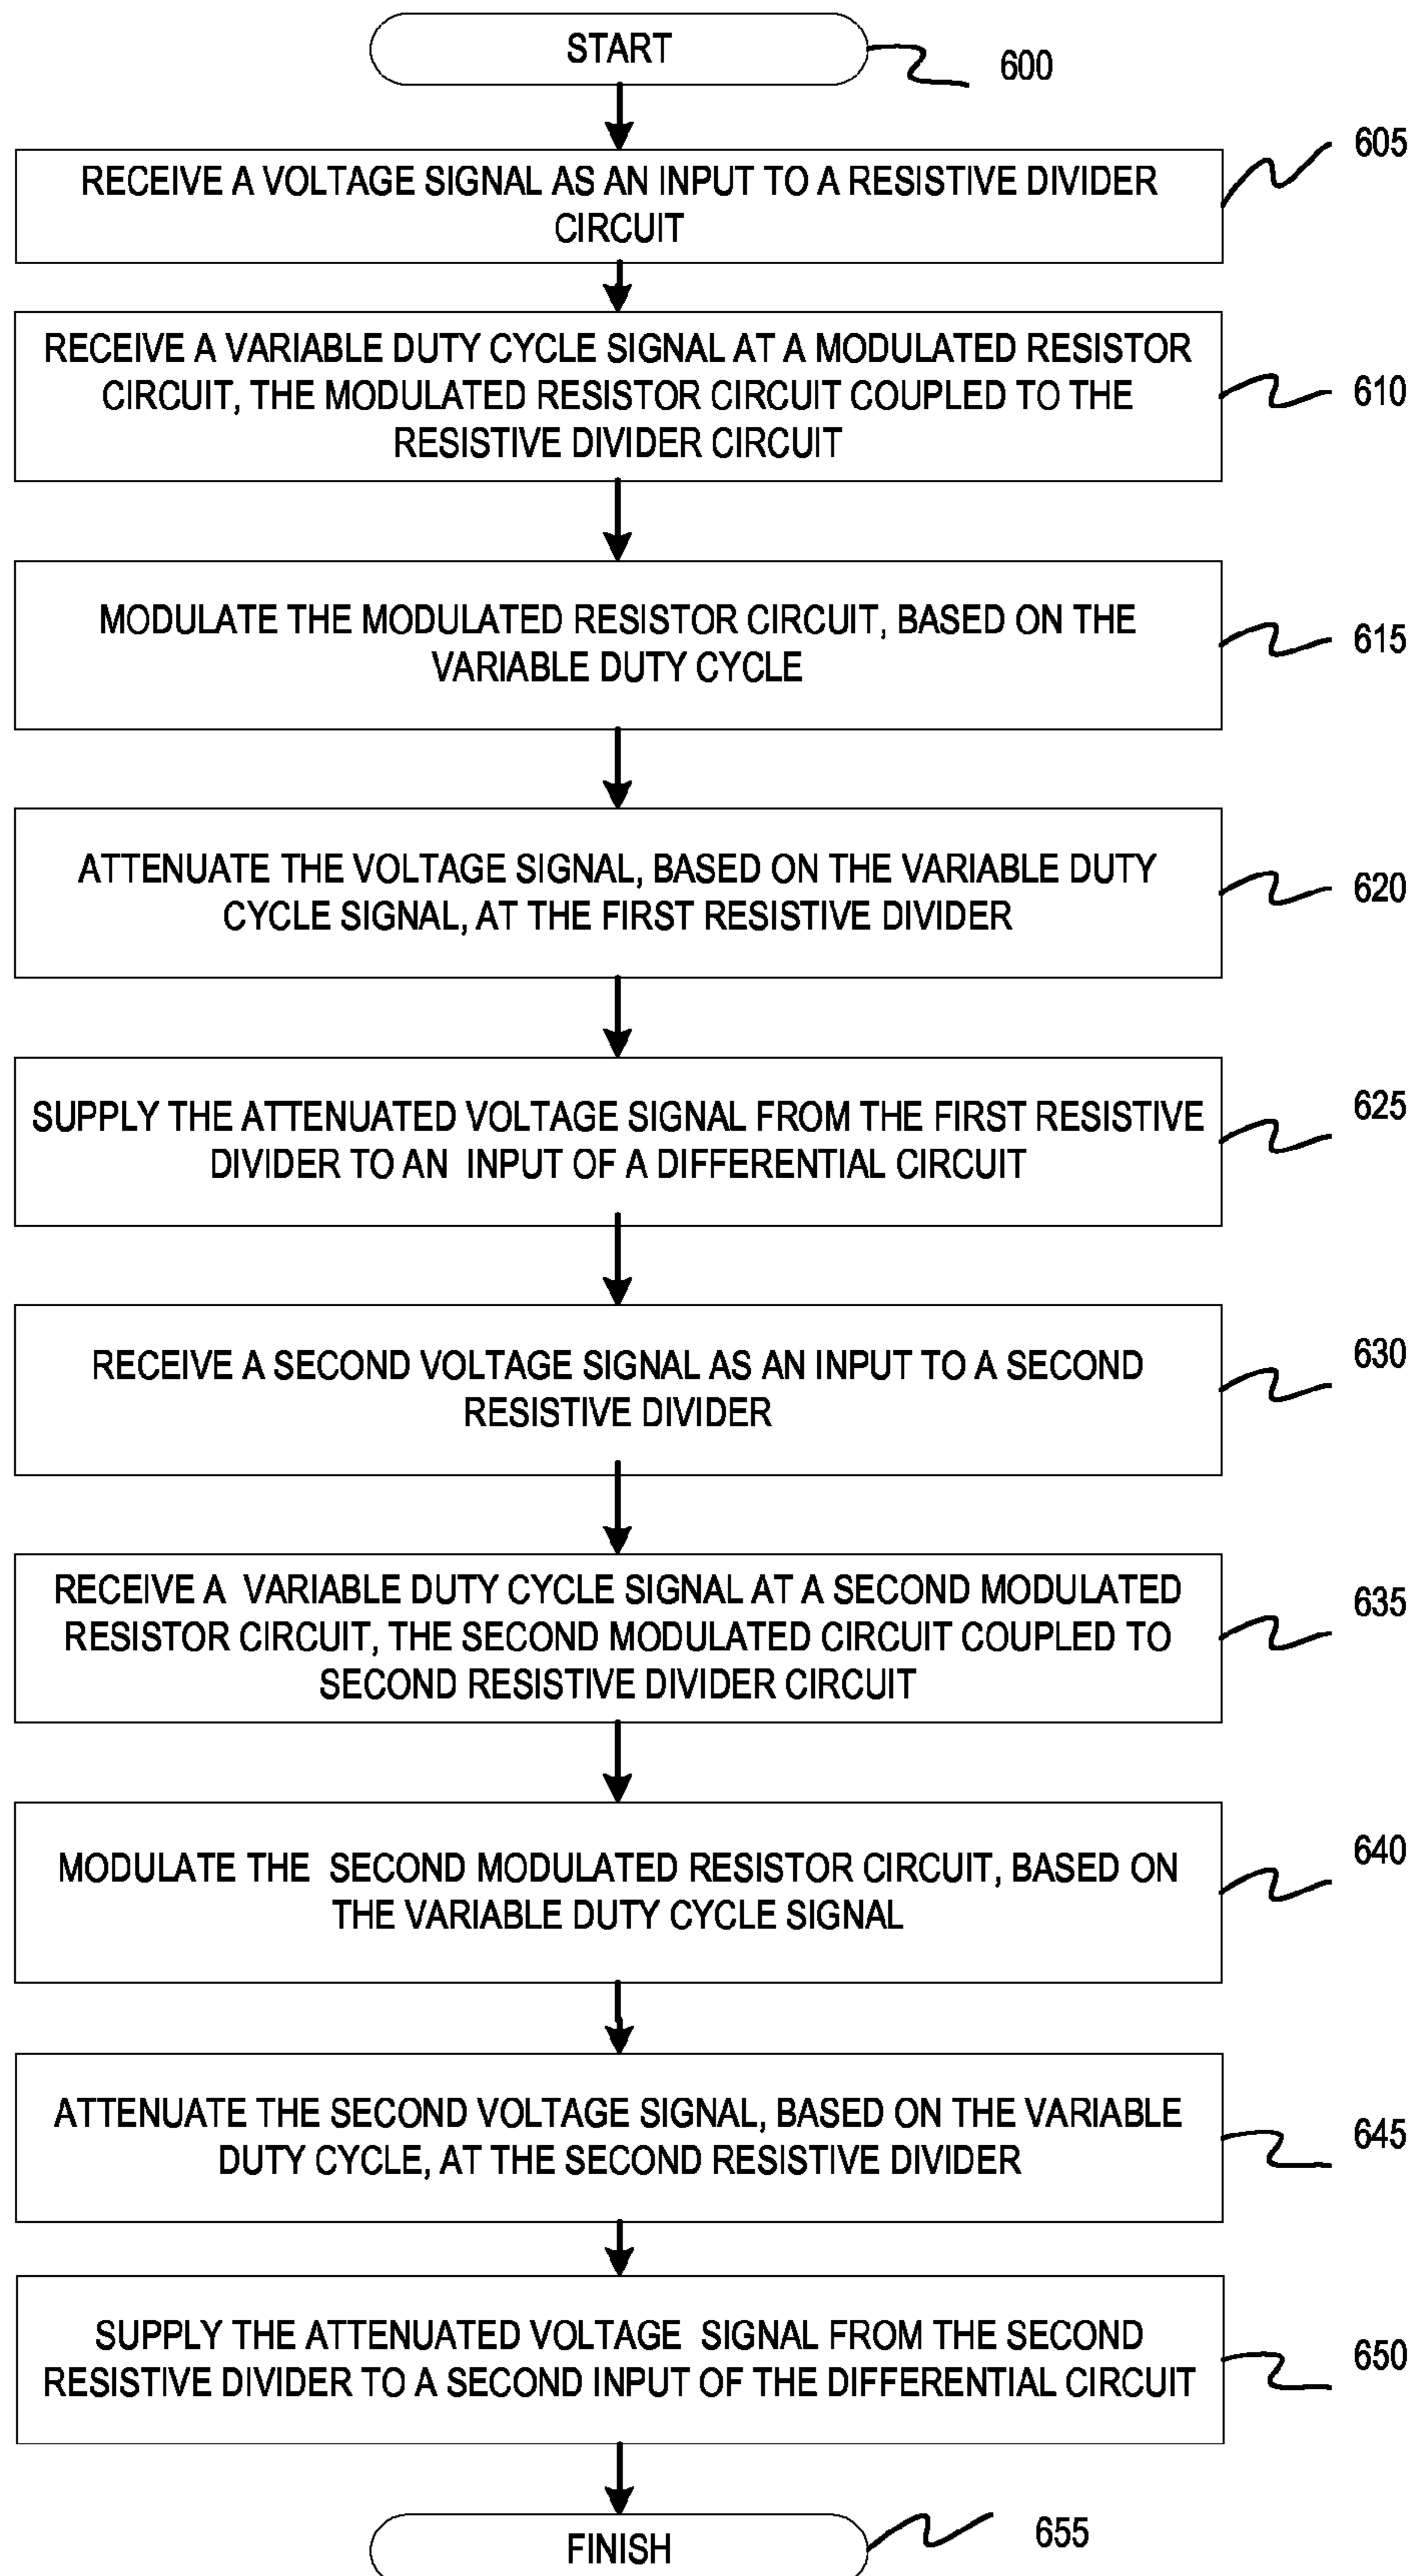 START
600
605
RECEIVE A VOLTAGE SIGNAL AS AN INPUT TO A RESISTIVE DIVIDER
CIRCUIT
RECEIVE A VARIABLE DUTY CYCLE SIGNAL AT A MODULATED RESISTOR
CIRCUIT, THE MODULATED RESISTOR CIRCUIT COUPLED TO THE
RESISTIVE DIVIDER CIRCUIT
610
MODULATE THE MODULATED RESISTOR CIRCUIT, BASED ON THE
VARIABLE DUTY CYCLE
615
ATTENUATE THE VOLTAGE SIGNAL, BASED ON THE VARIABLE DUTY
CYCLE SIGNAL, AT THE FIRST RESISTIVE DIVIDER
620
SUPPLY THE ATTENUATED VOLTAGE SIGNAL FROM THE FIRST RESISTIVE
DIVIDER TO AN INPUT OF A DIFFERENTIAL CIRCUIT
625
RECEIVE A SECOND VOLTAGE SIGNAL AS AN INPUT TO A SECOND
RESISTIVE DIVIDER
630
RECEIVE A VARIABLE DUTY CYCLE SIGNAL AT A SECOND MODULATED
RESISTOR CIRCUIT, THE SECOND MODULATED CIRCUIT COUPLED TO
SECOND RESISTIVE DIVIDER CIRCUIT
635
MODULATE THE SECOND MODULATED RESISTOR CIRCUIT, BASED ON
THE VARIABLE DUTY CYCLE SIGNAL
640
ATTENUATE THE SECOND VOLTAGE SIGNAL, BASED ON THE VARIABLE
DUTY CYCLE, AT THE SECOND RESISTIVE DIVIDER
645
SUPPLY THE ATTENUATED VOLTAGE SIGNAL FROM THE SECOND
RESISTIVE DIVIDER TO A SECOND INPUT OF THE DIFFERENTIAL CIRCUIT
650
FINISH
655